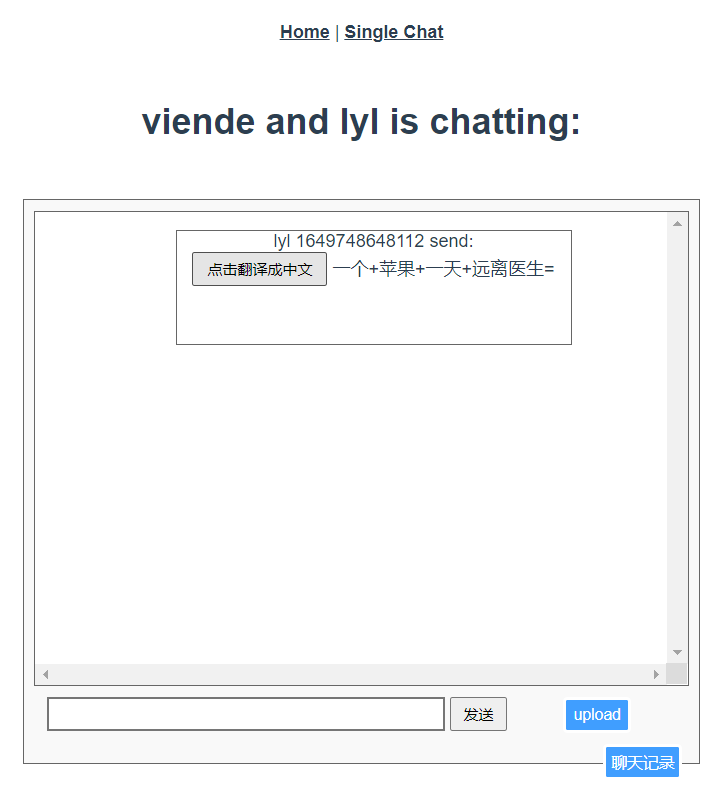 Home | Single Chat
viende and lyl is chatting:
lyl 1649748648112 send:
点击翻译成中文 一个+苹果+一天+远离医生=
发送 upload
聊天记录